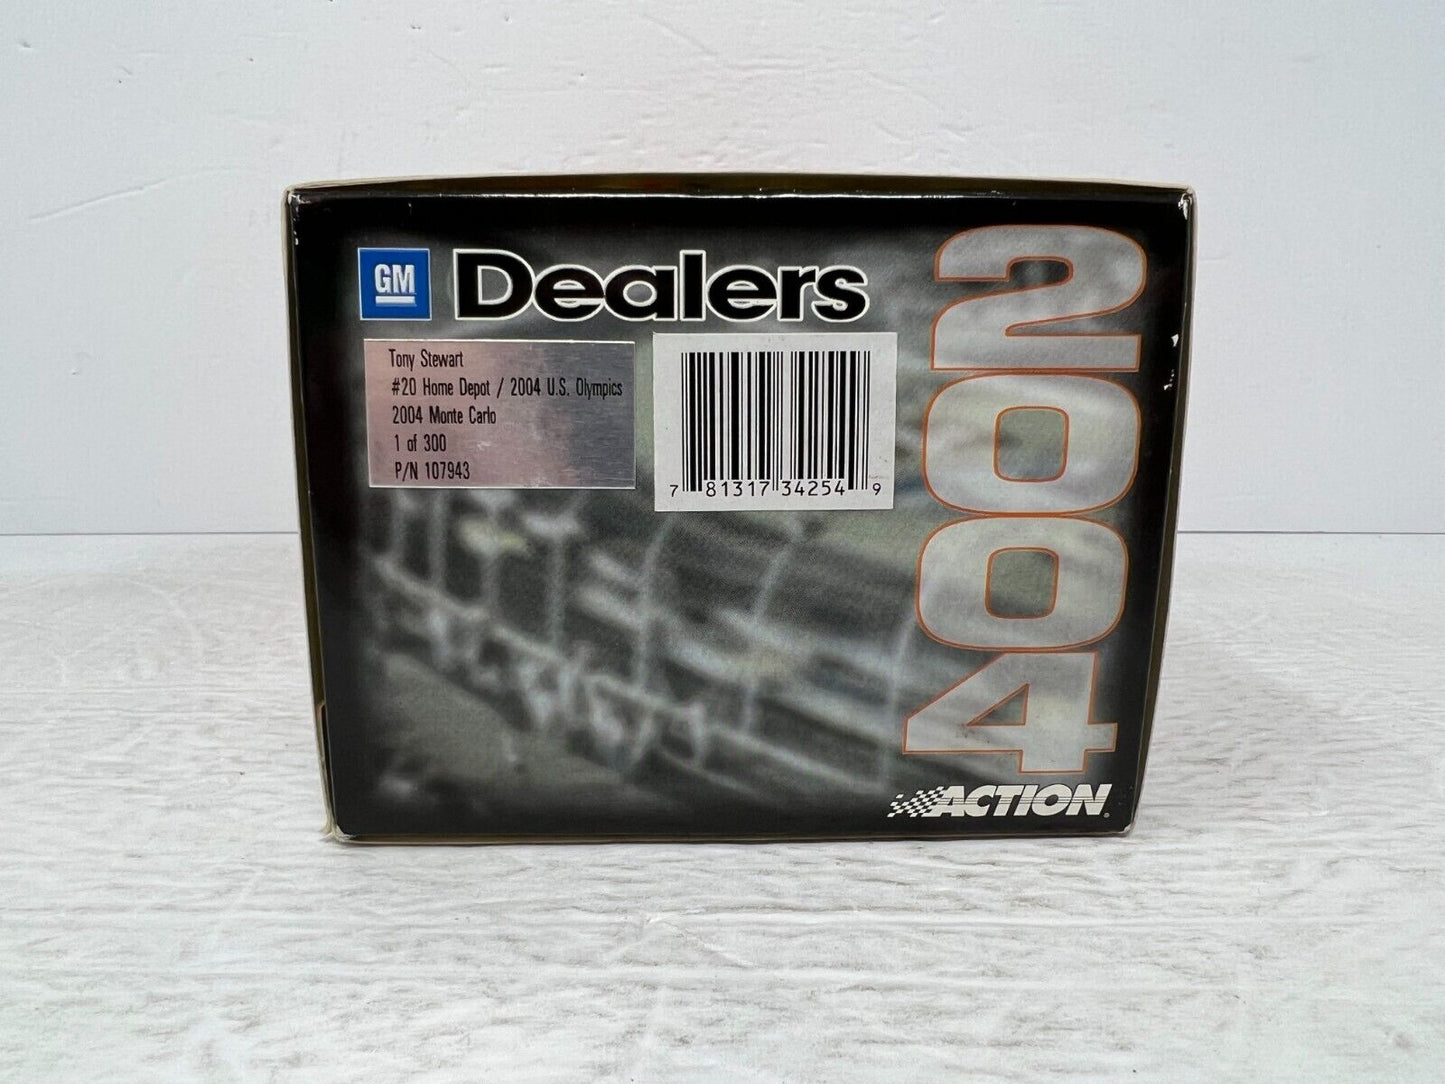 GM Dealers
Tony Stewart
#20 Home Depot / 2004 U.S. Olympics
2004 Monte Carlo
1 of 300
P/N 107943
7 81317 34254 9
2004
ACTION®